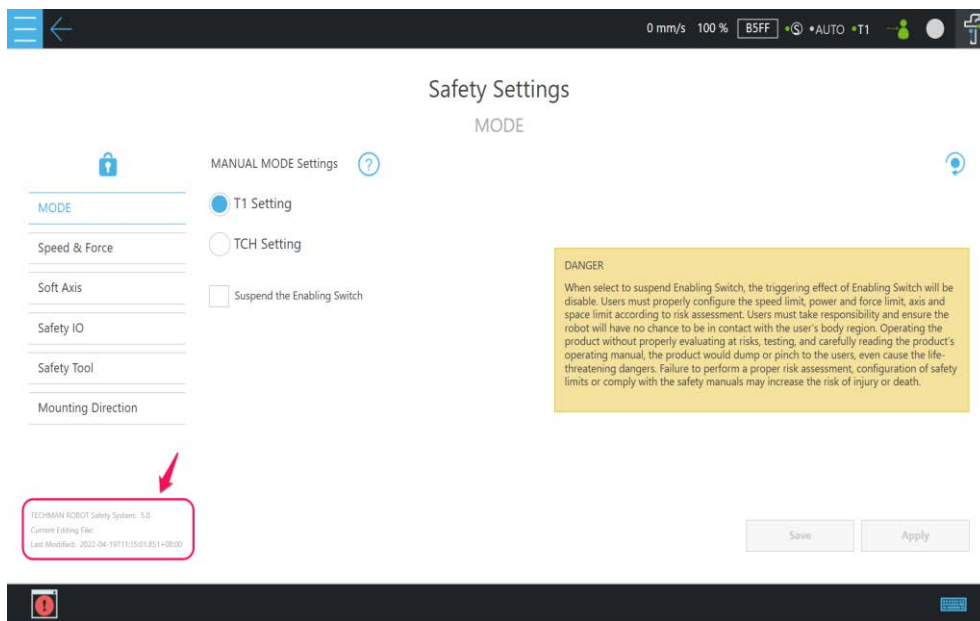 0 mm/s 100 % B5FF •Ⓢ •AUTO •T1
Safety Settings
MODE
MANUAL MODE Settings ?
MODE
T1 Setting
Speed & Force
TCH Setting
Soft Axis
Suspend the Enabling Switch
Safety IO
Safety Tool
Mounting Direction
DANGER
When select to suspend Enabling Switch, the triggering effect of Enabling Switch will be
disable. Users must properly configure the speed limit, power and force limit, axis and
space limit according to risk assessment. Users must take responsibility and ensure the
robot will have no chance to be in contact with the user's body region. Operating the
product without properly evaluating at risks, testing, and carefully reading the product's
operating manual, the product would dump or pinch to the users, even cause the life-
threatening dangers. Failure to perform a proper risk assessment, configuration of safety
limits or comply with the safety manuals may increase the risk of injury or death.
TECHMAN ROBOT Safety System: 5.0
Current Editing File:
Last Modified: 2022-04-19T11:15:01.851+08:00
Save Apply